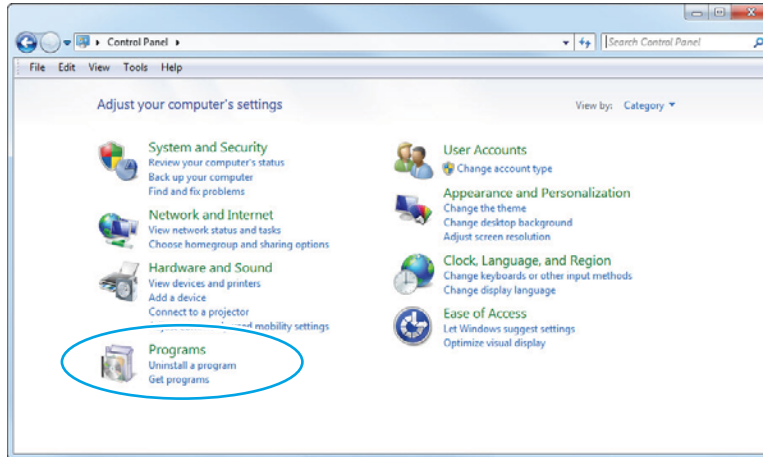 Control Panel
Search Control Panel
File Edit View Tools Help
Adjust your computer's settings
View by: Category
System and Security
Review your computer's status
Back up your computer
Find and fix problems
Network and Internet
View network status and tasks
Choose homegroup and sharing options
Hardware and Sound
View devices and printers
Add a device
Connect to a projector
mobility settings
Programs
Uninstall a program
Get programs
User Accounts
Change account type
Appearance and Personalization
Change the theme
Change desktop background
Adjust screen resolution
Clock, Language, and Region
Change keyboards or other input methods
Change display language
Ease of Access
Let Windows suggest settings
Optimize visual display